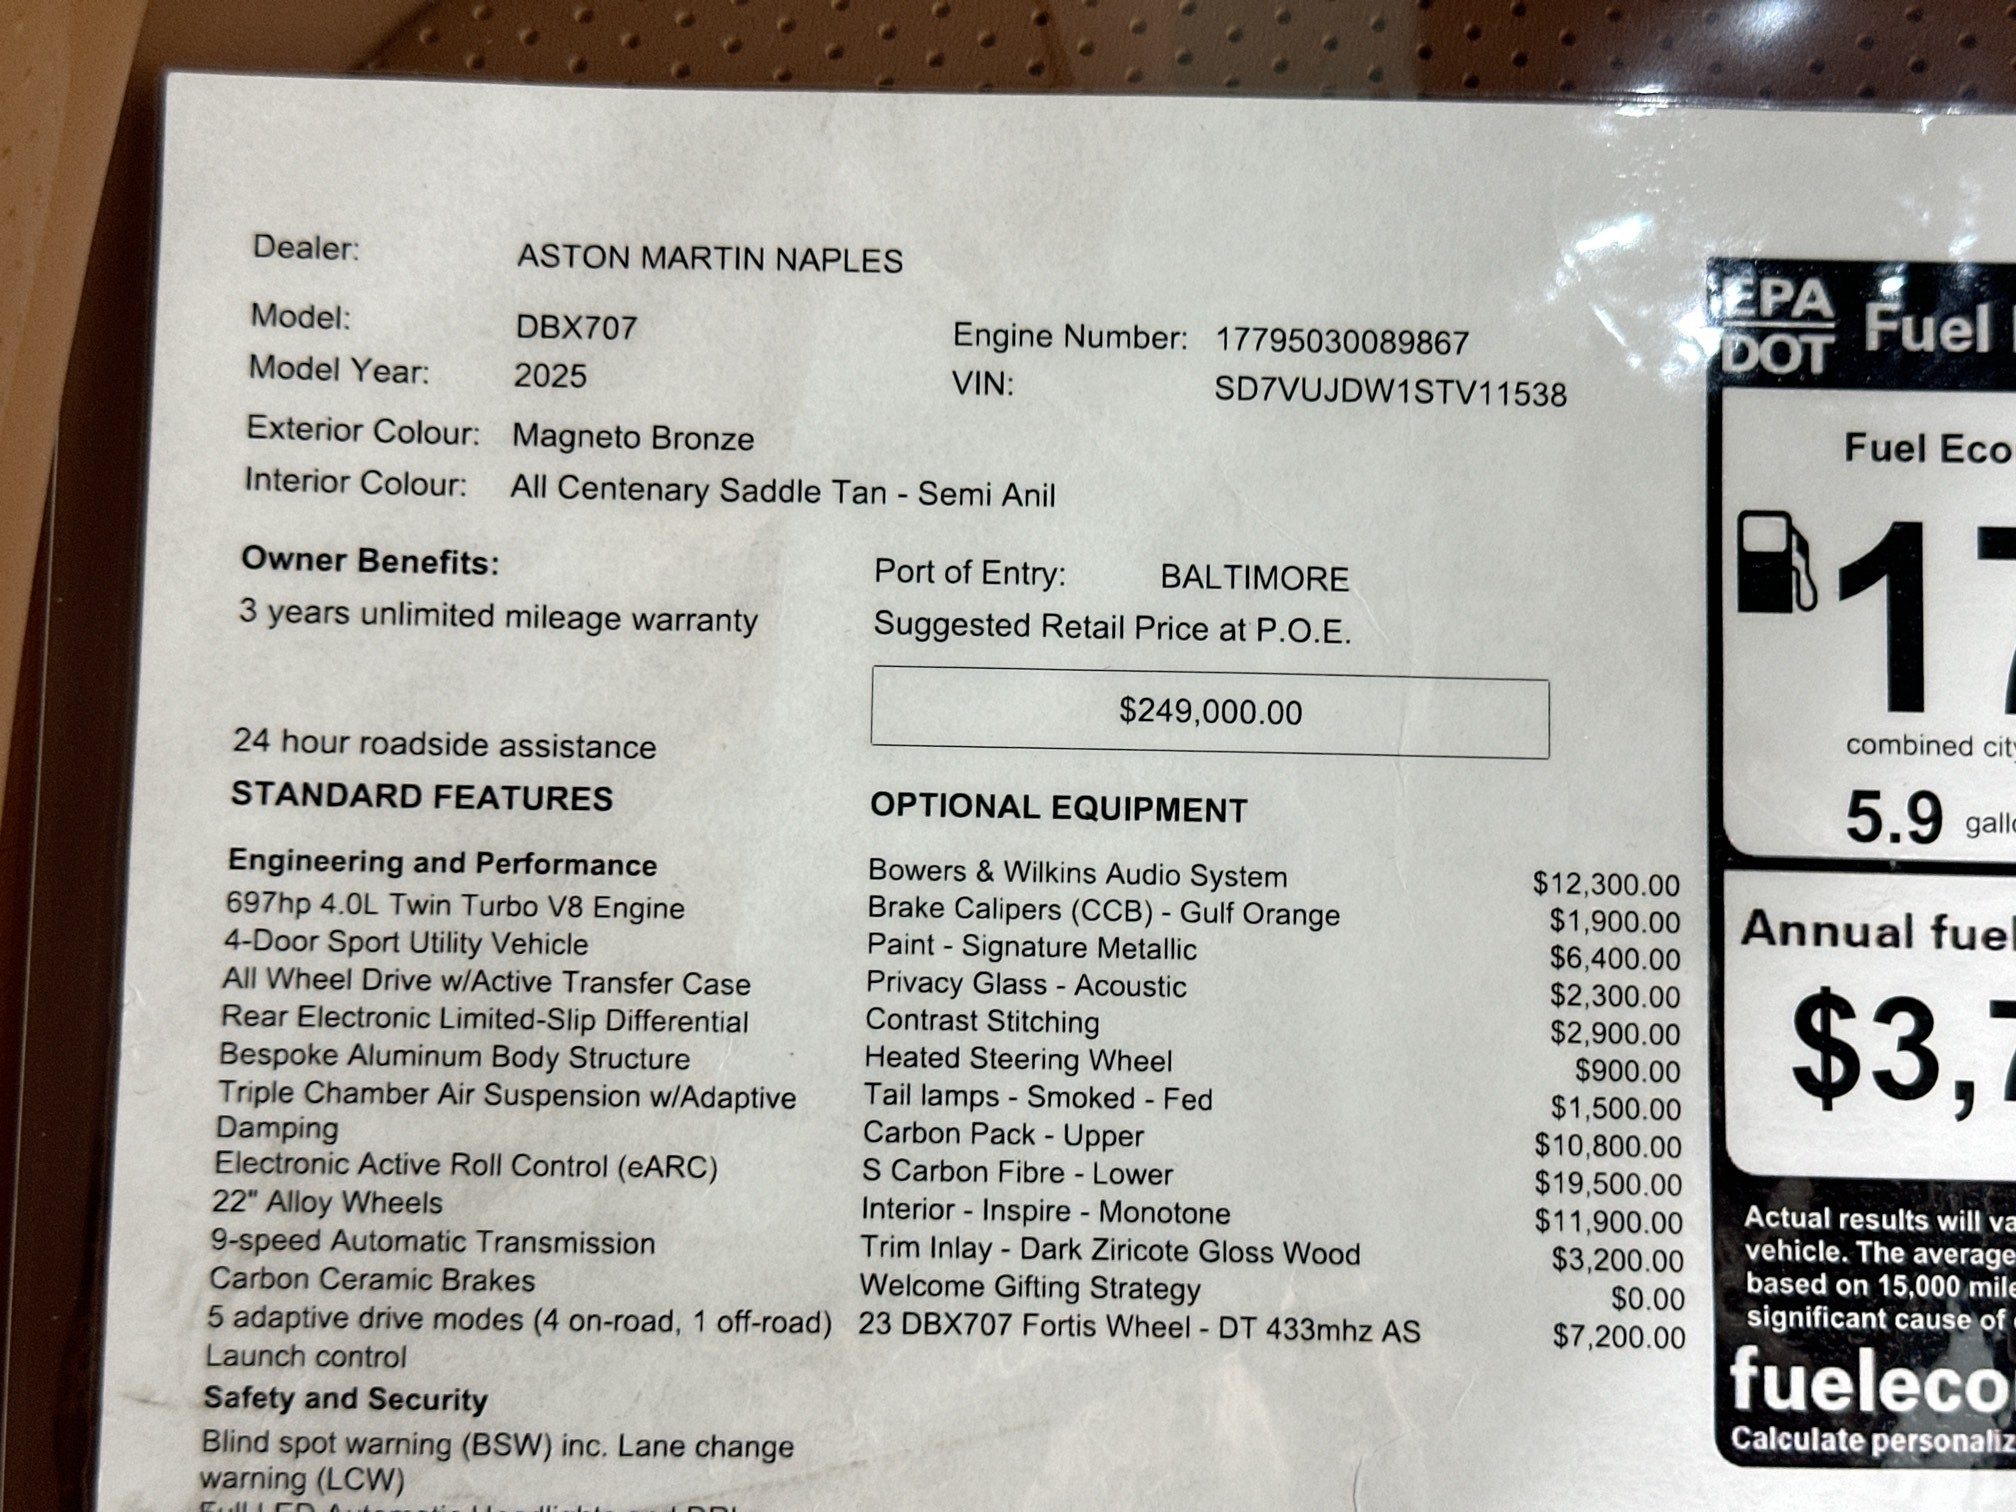 Dealer: ASTON MARTIN NAPLES
Model: DBX707
Engine Number: 17795030089867
Model Year: 2025
VIN: SD7VUJDW1STV11538
Exterior Colour: Magneto Bronze
Interior Colour: All Centenary Saddle Tan - Semi Anil
Owner Benefits:
3 years unlimited mileage warranty
24 hour roadside assistance
Port of Entry: BALTIMORE
Suggested Retail Price at P.O.E.
$249,000.00
STANDARD FEATURES
Engineering and Performance
697hp 4.0L Twin Turbo V8 Engine
4-Door Sport Utility Vehicle
All Wheel Drive w/Active Transfer Case
Rear Electronic Limited-Slip Differential
Bespoke Aluminum Body Structure
Triple Chamber Air Suspension w/Adaptive
Damping
Electronic Active Roll Control (eARC)
22" Alloy Wheels
9-speed Automatic Transmission
Carbon Ceramic Brakes
5 adaptive drive modes (4 on-road, 1 off-road)
Launch control
Safety and Security
Blind spot warning (BSW) inc. Lane change
warning (LCW)
OPTIONAL EQUIPMENT
Bowers & Wilkins Audio System $12,300.00
Brake Calipers (CCB) - Gulf Orange $1,900.00
Paint - Signature Metallic $6,400.00
Privacy Glass - Acoustic $2,300.00
Contrast Stitching $2,900.00
Heated Steering Wheel $900.00
Tail lamps - Smoked - Fed $1,500.00
Carbon Pack - Upper $10,800.00
S Carbon Fibre - Lower $19,500.00
Interior - Inspire - Monotone $11,900.00
Trim Inlay - Dark Ziricote Gloss Wood $3,200.00
Welcome Gifting Strategy $0.00
23 DBX707 Fortis Wheel - DT 433mhz AS $7,200.00
EPA
DOT
Fuel
Fuel Eco
17
combined city
5.9 gallo
Annual fuel
$3,7
Actual results will va
vehicle. The average
based on 15,000 mile
significant cause of
fueleco
Calculate personaliz